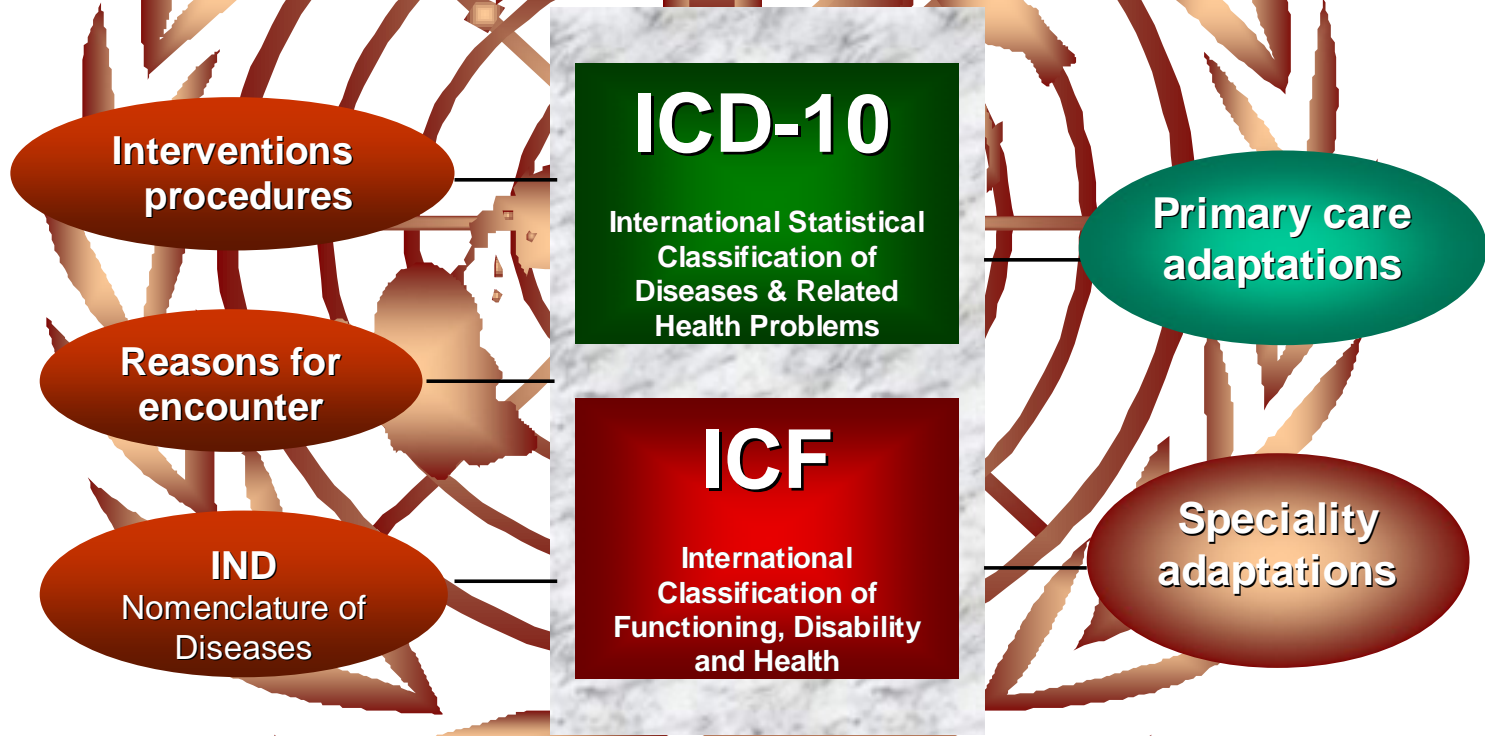 Interventions
procedures
Reasons for
encounter
IND
Nomenclature of
Diseases
ICD-10
International Statistical
Classification of
Diseases & Related
Health Problems
ICF
International
Classification of
Functioning, Disability
and Health
Primary care
adaptations
Speciality
adaptations